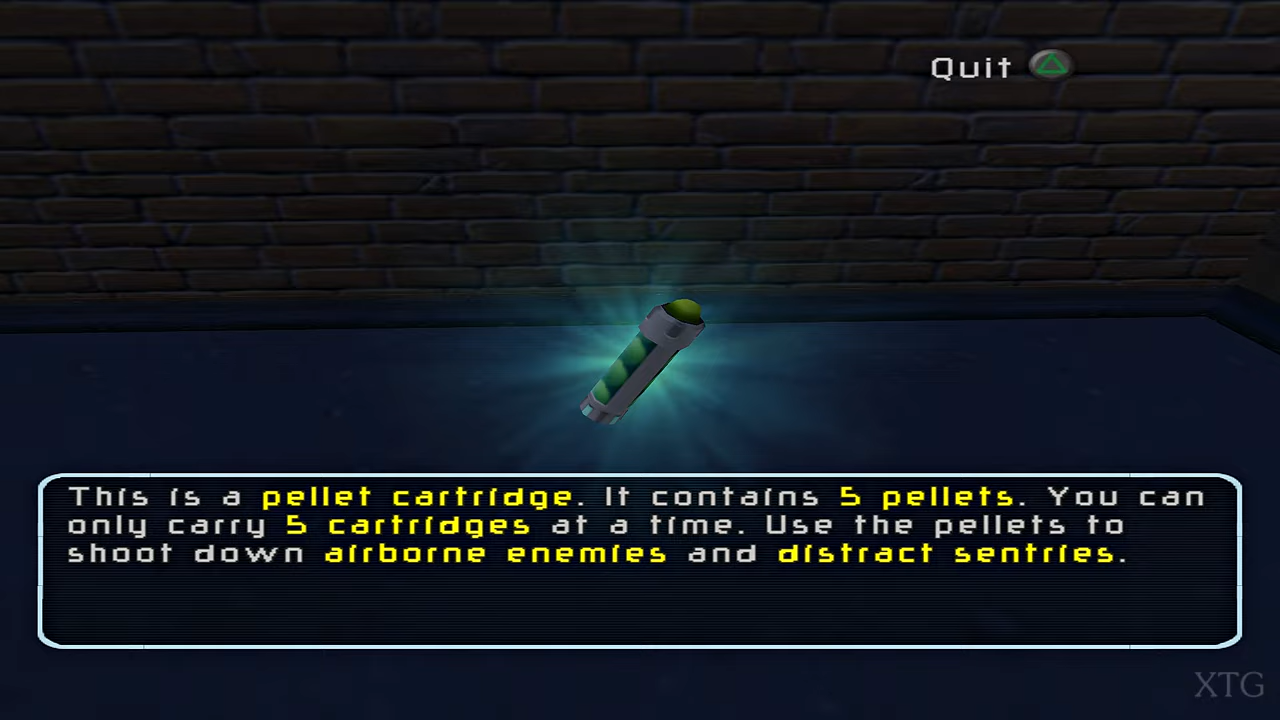 Quit
This is a pellet cartridge. It contains 5 pellets. You can
only carry 5 cartridges at a time. Use the pellets to
shoot down airborne enemies and distract sentries.
XTG